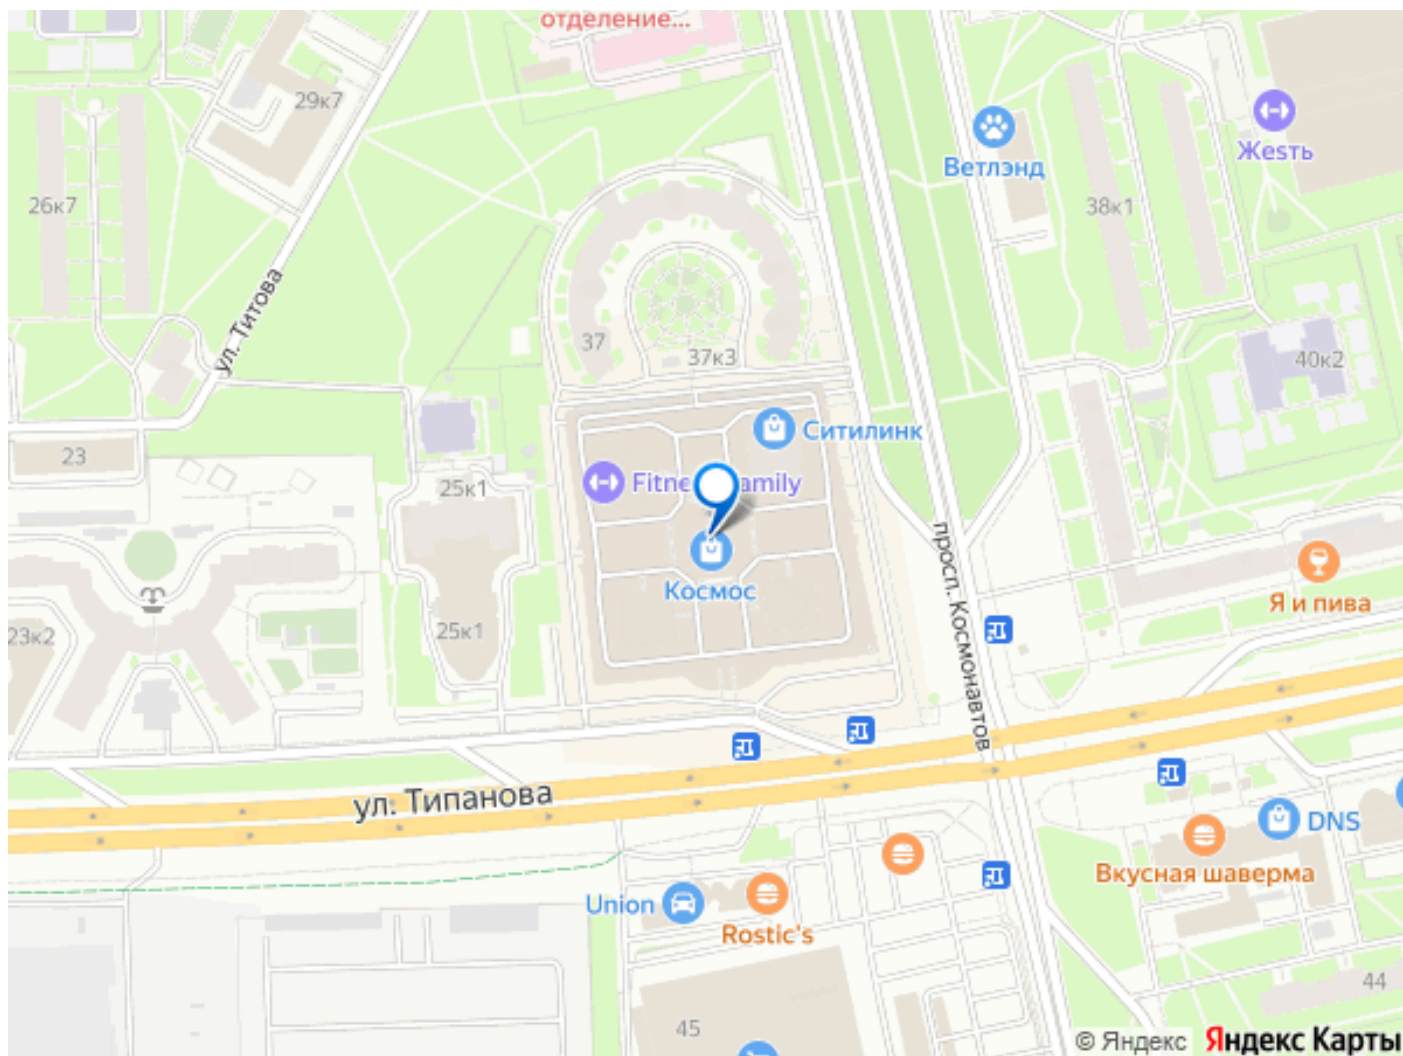 отделение...
29к7
Ветлэнд
Жеsть
26к7
38к1
ул. Титова
37
37к3
40к2
Ситилинк
23
25к1
Fitne
amily
Космос
просп. Космонавтов
Я и пива
23к2
25к1
ул. Типанова
DNS
Вкусная шаверма
Union
Rostic's
44
45
© Яндекс Яндекс Карты